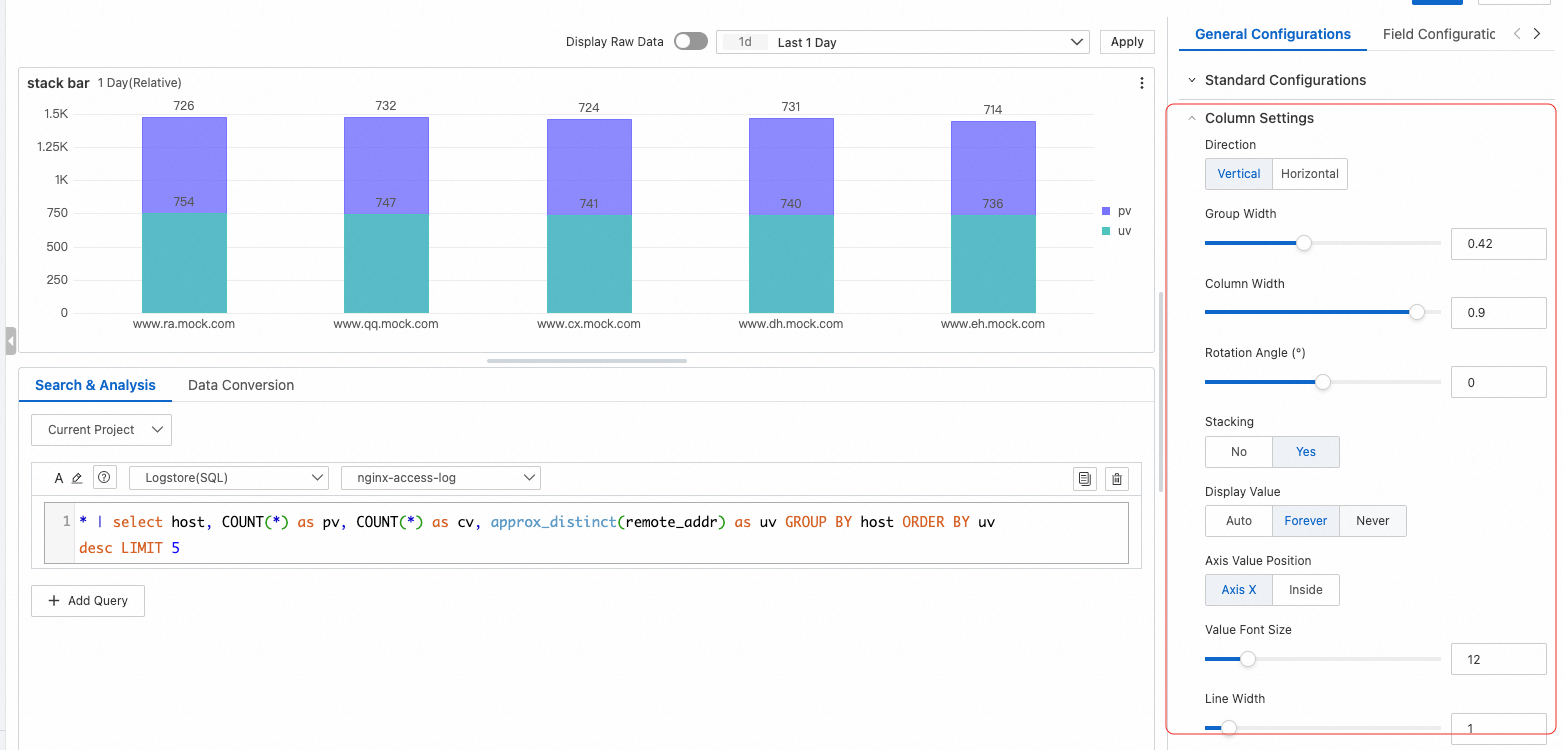 Display Raw Data 1d Last 1 Day Apply
stack bar 1 Day(Relative)
1.5K
1.25K
1K
750
500
250
0
726 732 724 731 714
754 747 741 740 736
www.ra.mock.com www.qq.mock.com www.cx.mock.com www.dh.mock.com www.eh.mock.com
pv
uv
Search & Analysis Data Conversion
Current Project
A Logstore(SQL) nginx-access-log
1 * | select host, COUNT(*) as pv, COUNT(*) as cv, approx_distinct(remote_addr) as uv GROUP BY host ORDER BY uv
desc LIMIT 5
+ Add Query
General Configurations Field Configuratic
Standard Configurations
Column Settings
Direction
Vertical Horizontal
Group Width
0.42
Column Width
0.9
Rotation Angle (°)
0
Stacking
No Yes
Display Value
Auto Forever Never
Axis Value Position
Axis X Inside
Value Font Size
12
Line Width
1